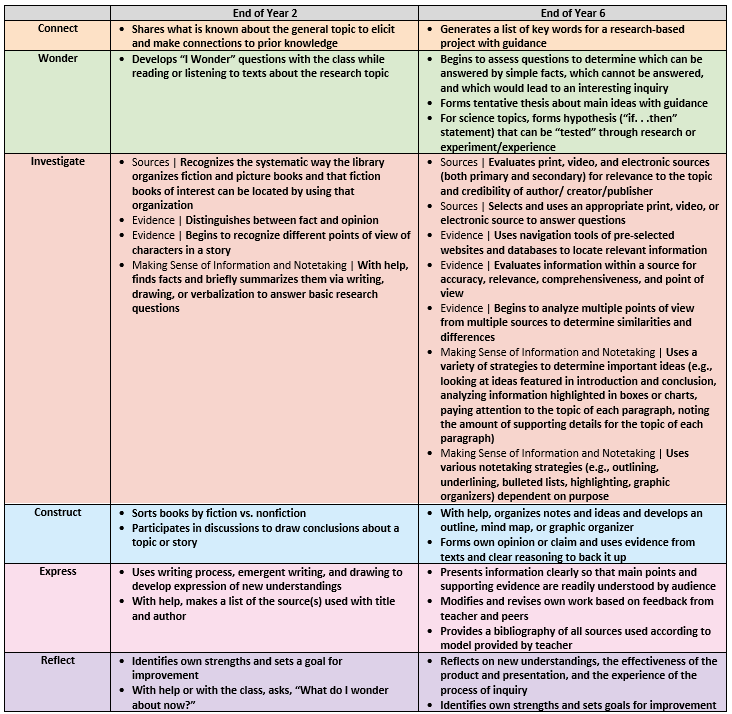 End of Year 2
End of Year 6
Connect
• Shares what is known about the general topic to elicit
and make connections to prior knowledge
• Generates a list of key words for a research-based
project with guidance
Wonder
• Develops “I Wonder” questions with the class while
reading or listening to texts about the research topic
• Begins to assess questions to determine which can be
answered by simple facts, which cannot be answered,
and which would lead to an interesting inquiry
• Forms tentative thesis about main ideas with guidance
• For science topics, forms hypothesis (“if. . .then”
statement) that can be “tested” through research or
experiment/experience
Investigate
• Sources | Recognizes the systematic way the library
organizes fiction and picture books and that fiction
books of interest can be located by using that
organization
• Evidence | Distinguishes between fact and opinion
• Evidence | Begins to recognize different points of view of
characters in a story
• Making Sense of Information and Notetaking | With help,
finds facts and briefly summarizes them via writing,
drawing, or verbalization to answer basic research
questions
• Sources | Evaluates print, video, and electronic sources
(both primary and secondary) for relevance to the topic
and credibility of author/ creator/publisher
• Sources | Selects and uses an appropriate print, video, or
electronic source to answer questions
• Evidence | Uses navigation tools of pre-selected
websites and databases to locate relevant information
• Evidence | Evaluates information within a source for
accuracy, relevance, comprehensiveness, and point of
view
• Evidence | Begins to analyze multiple points of view
from multiple sources to determine similarities and
differences
• Making Sense of Information and Notetaking | Uses a
variety of strategies to determine important ideas (e.g.,
looking at ideas featured in introduction and conclusion,
analyzing information highlighted in boxes or charts,
paying attention to the topic of each paragraph, noting
the amount of supporting details for the topic of each
paragraph)
• Making Sense of Information and Notetaking | Uses
various notetaking strategies (e.g., outlining,
underlining, bulleted lists, highlighting, graphic
organizers) dependent on purpose
Construct
• Sorts books by fiction vs. nonfiction
• Participates in discussions to draw conclusions about a
topic or story
• With help, organizes notes and ideas and develops an
outline, mind map, or graphic organizer
• Forms own opinion or claim and uses evidence from
texts and clear reasoning to back it up
Express
• Uses writing process, emergent writing, and drawing to
develop expression of new understandings
• With help, makes a list of the source(s) used with title
and author
• Presents information clearly so that main points and
supporting evidence are readily understood by audience
• Modifies and revises own work based on feedback from
teacher and peers
• Provides a bibliography of all sources used according to
model provided by teacher
Reflect
• Identifies own strengths and sets a goal for
improvement
• With help or with the class, asks, “What do I wonder
about now?”
• Reflects on new understandings, the effectiveness of the
product and presentation, and the experience of the
process of inquiry
• Identifies own strengths and sets goals for improvement